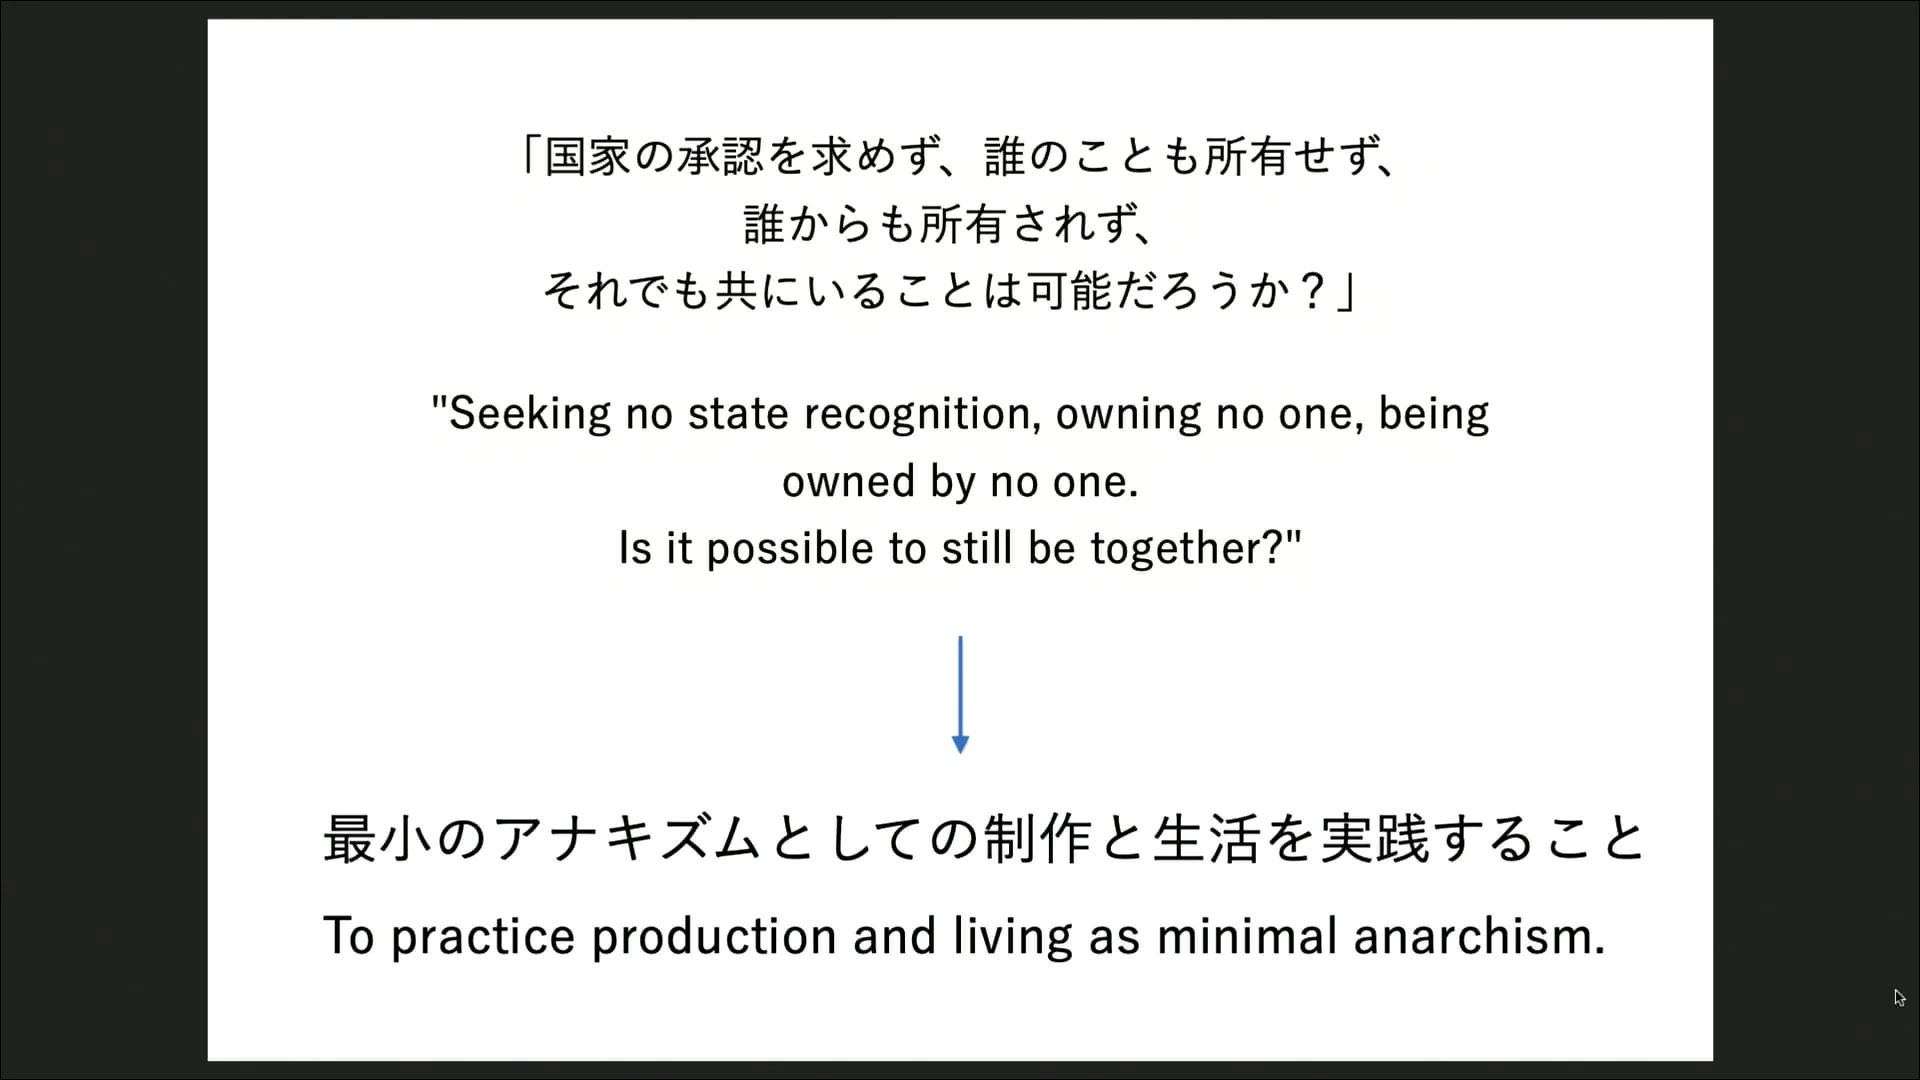 「国家の承認を求めず、誰のことも所有せず、
誰からも所有されず、
それでも共にいることは可能だろうか？」
"Seeking no state recognition, owning no one, being
owned by no one.
Is it possible to still be together?"
最小のアナキズムとしての制作と生活を実践すること
To practice production and living as minimal anarchism.